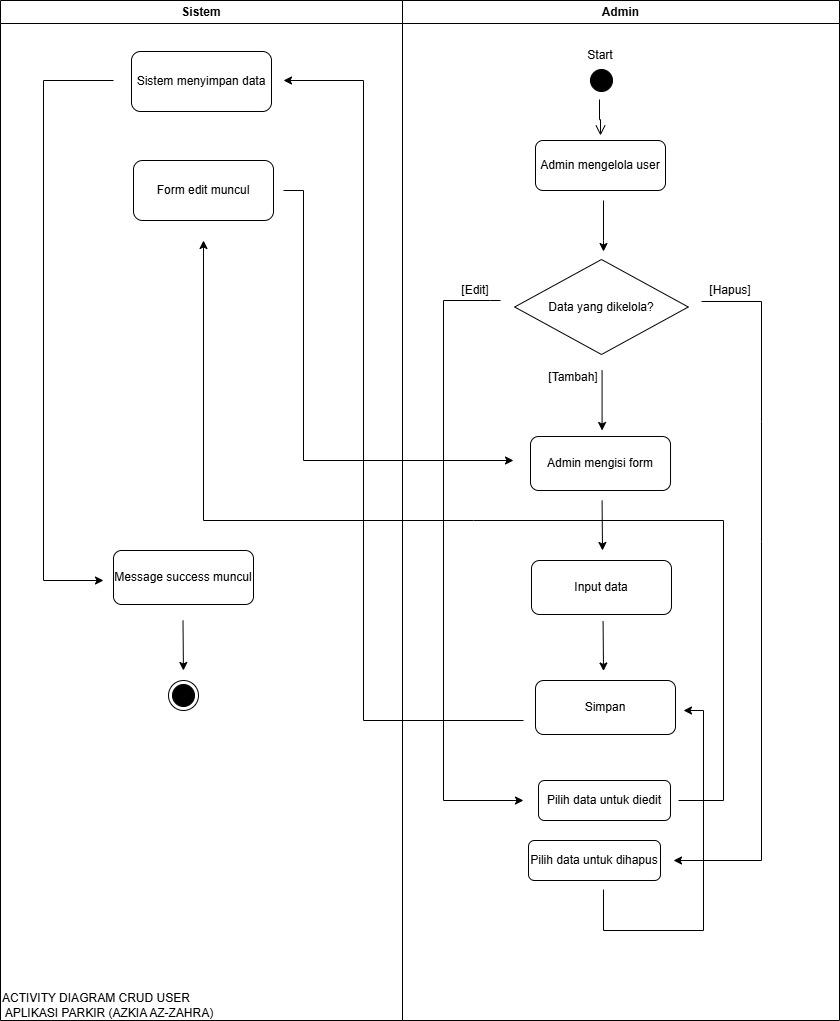 Sistem
Admin
Start
Sistem menyimpan data
Admin mengelola user
Form edit muncul
[Edit]
[Hapus]
Data yang dikelola?
[Tambah]
Admin mengisi form
Message success muncul
Input data
Simpan
Pilih data untuk diedit
Pilih data untuk dihapus
ACTIVITY DIAGRAM CRUD USER
APLIKASI PARKIR (AZKIA AZ-ZAHRA)